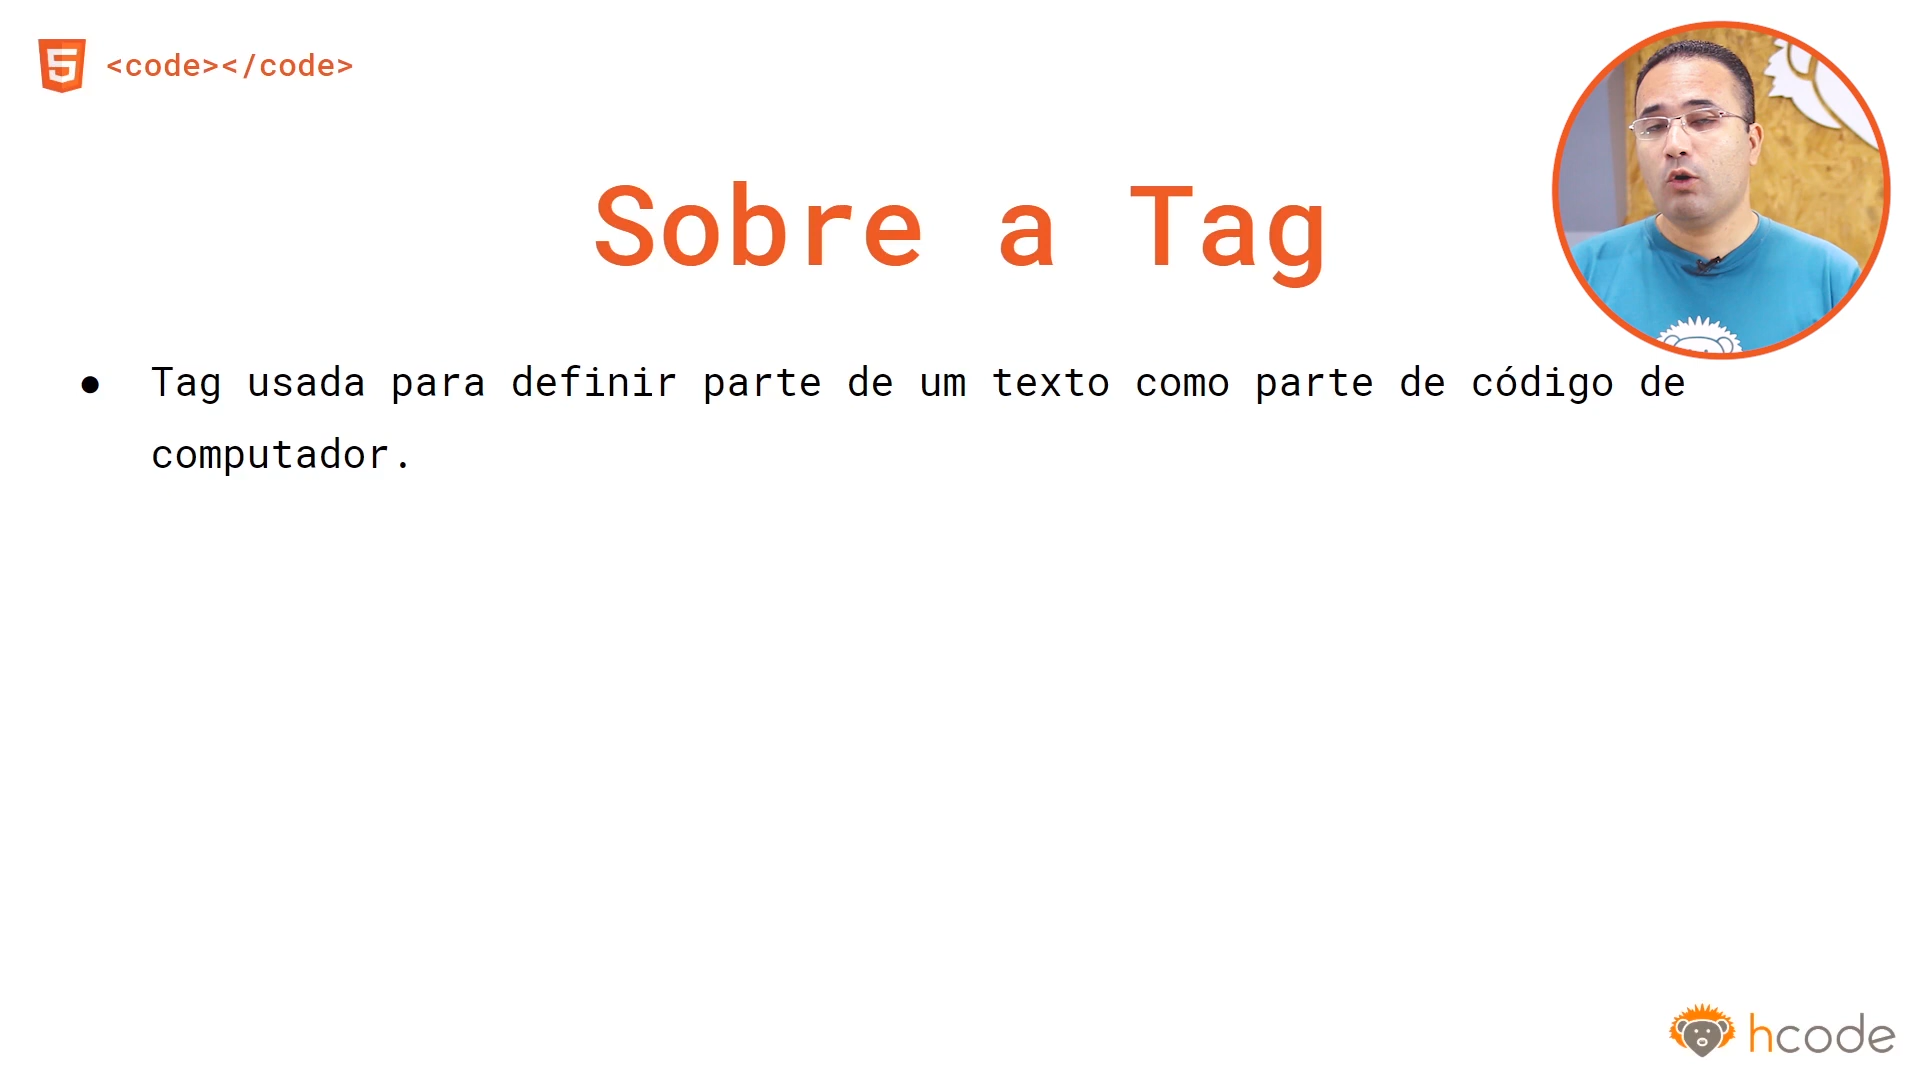 <code></code>
Sobre a Tag
● Tag usada para definir parte de um texto como parte de código de
computador.
hcode